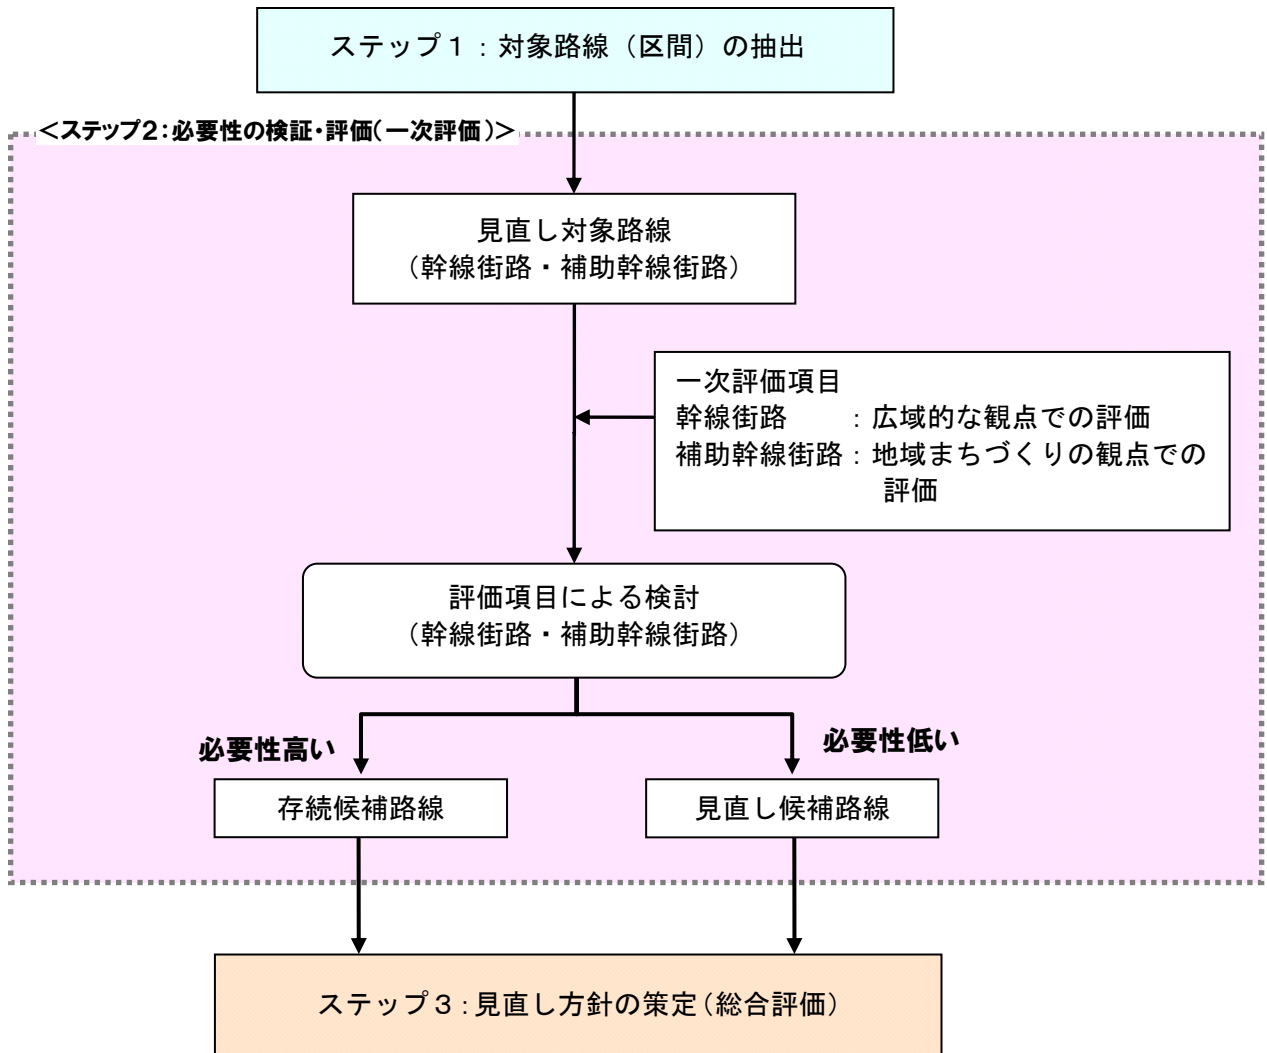 ステップ１：対象路線（区間）の抽出
＜ステップ２：必要性の検証・評価（一次評価）＞
見直し対象路線
（幹線街路・補助幹線街路）
一次評価項目
幹線街路　　：広域的な観点での評価
補助幹線街路：地域まちづくりの観点での
評価
評価項目による検討
（幹線街路・補助幹線街路）
必要性高い
必要性低い
存続候補路線
見直し候補路線
ステップ３：見直し方針の策定（総合評価）